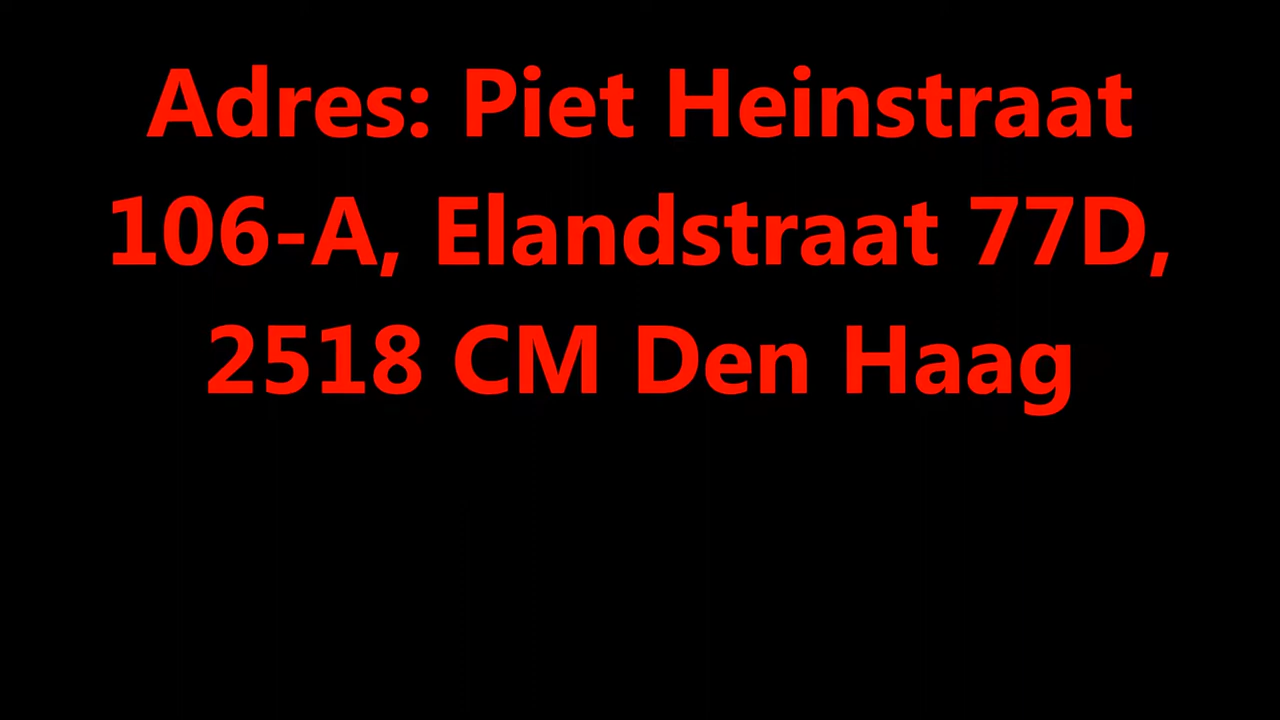 Adres: Piet Heinstraat
106-A, Elandstraat 77D,
2518 CM Den Haag